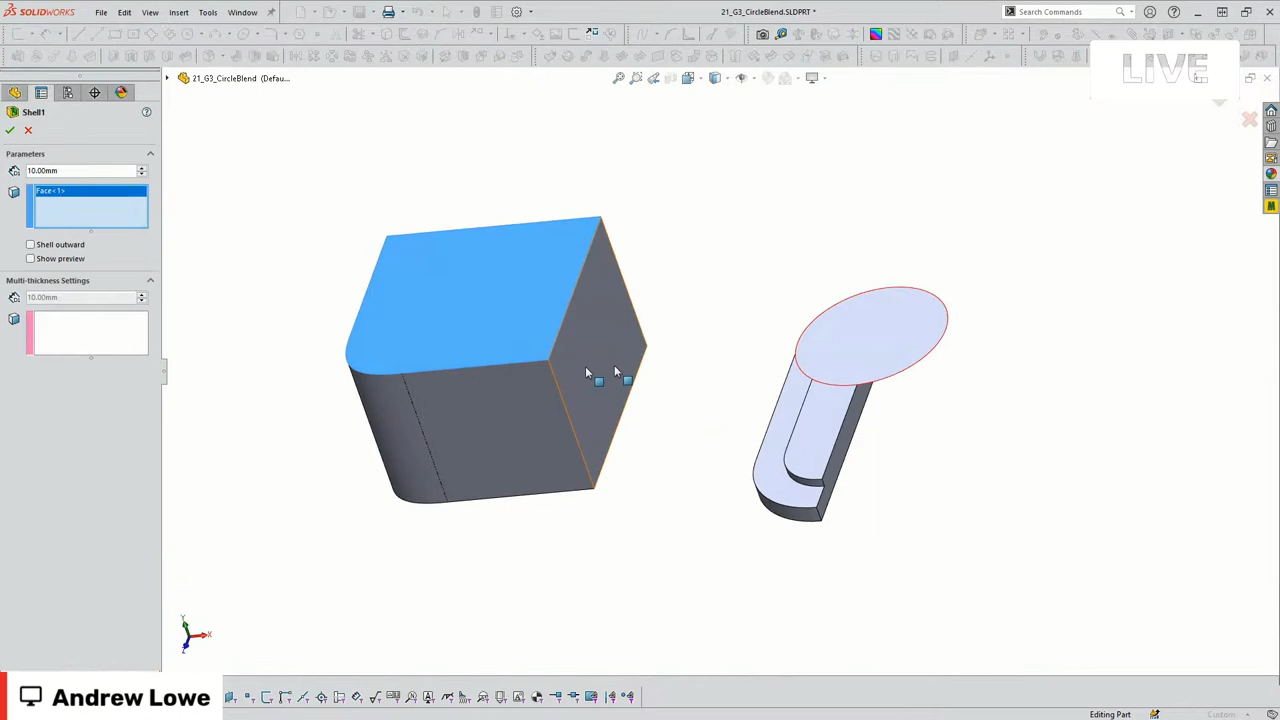 SOLIDWORKS File Edit View Insert Tools Window 21_G3_CircleBlend.SLDPRT * Search Commands
LIVE
21_G3_CircleBlend (Defau...
Shell1
Parameters
10.00mm
Face<1>
Shell outward
Show preview
Multi-thickness Settings
10.00mm
Y
X
Z
Andrew Lowe
Editing Part Custom